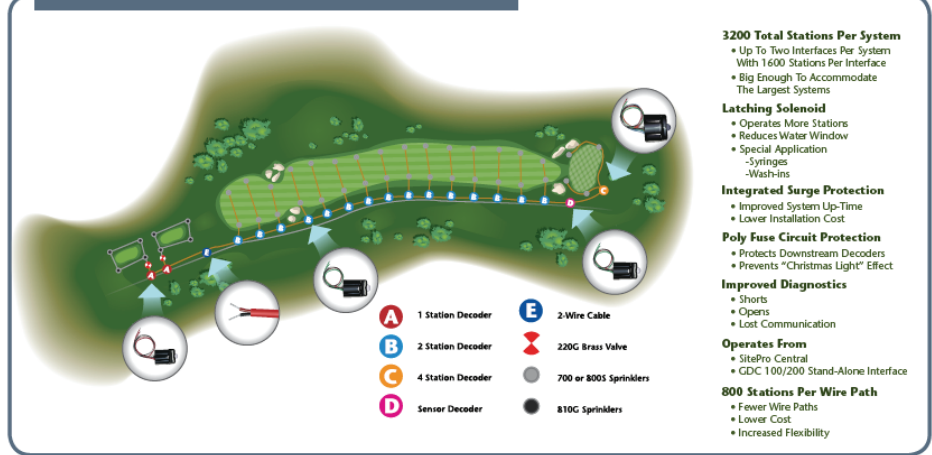 3200 Total Stations Per System
• Up To Two Interfaces Per System
With 1600 Stations Per Interface
• Big Enough To Accommodate
The Largest Systems
Latching Solenoid
• Operates More Stations
• Reduces Water Window
• Special Application
-Syringes
-Wash-ins
Integrated Surge Protection
• Improved System Up-Time
• Lower Installation Cost
Poly Fuse Circuit Protection
• Protects Downstream Decoders
• Prevents “Christmas Light” Effect
Improved Diagnostics
• Shorts
• Opens
• Lost Communication
Operates From
• SitePro Central
• GDC 100/200 Stand-Alone Interface
800 Stations Per Wire Path
• Fewer Wire Paths
• Lower Cost
• Increased Flexibility
A A E B B B B B B B B B B B D C
A 1 Station Decoder
B 2 Station Decoder
C 4 Station Decoder
D Sensor Decoder
E 2-Wire Cable
220G Brass Valve
700 or 800S Sprinklers
810G Sprinklers